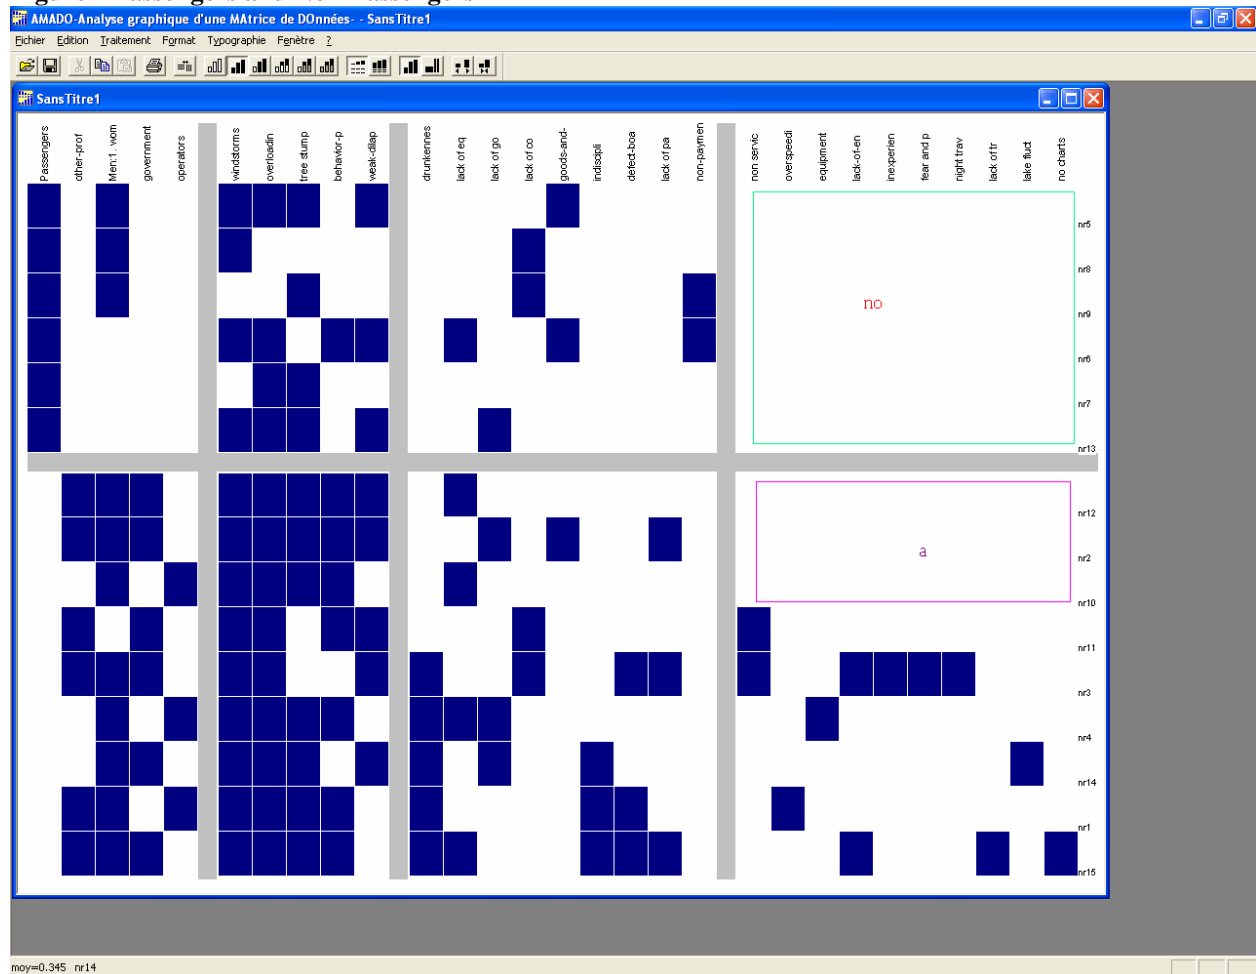 AMADO-Analyse graphique d'une MAtrice de DOnnées- - SansTitre1
Fichier Edition Traitement Format Typographie Fenêtre ?
SansTitre1
Passengers
other-prof
Men:1. wom
government
operators
windstorms
overloadin
tree stump
behavior-p
weak-dilap
drunkennes
lack of eq
lack of go
lack of co
goods-and-
indiscipli
defect-boa
lack of pa
non-paymen
non servic
overspeedi
equipment
lack-of-en
inexperien
fear and p
night trav
lack of tr
lake fluct
no charts
nr5
nr8
no
nr9
nr6
nr7
nr13
nr12
a
nr2
nr10
nr11
nr3
nr4
nr14
nr1
nr15
moy=0.345 nr14